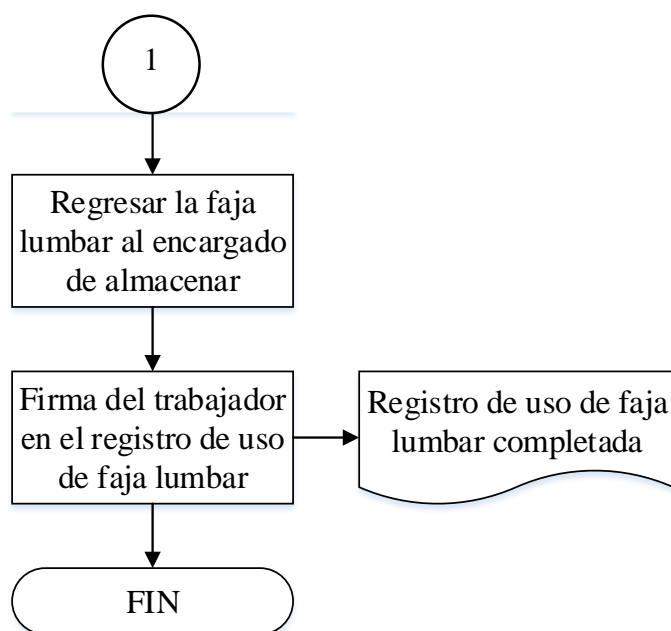 1
Regresar la faja
lumbar al encargado
de almacenar
Firma del trabajador
en el registro de uso
de faja lumbar
Registro de uso de faja
lumbar completada
FIN